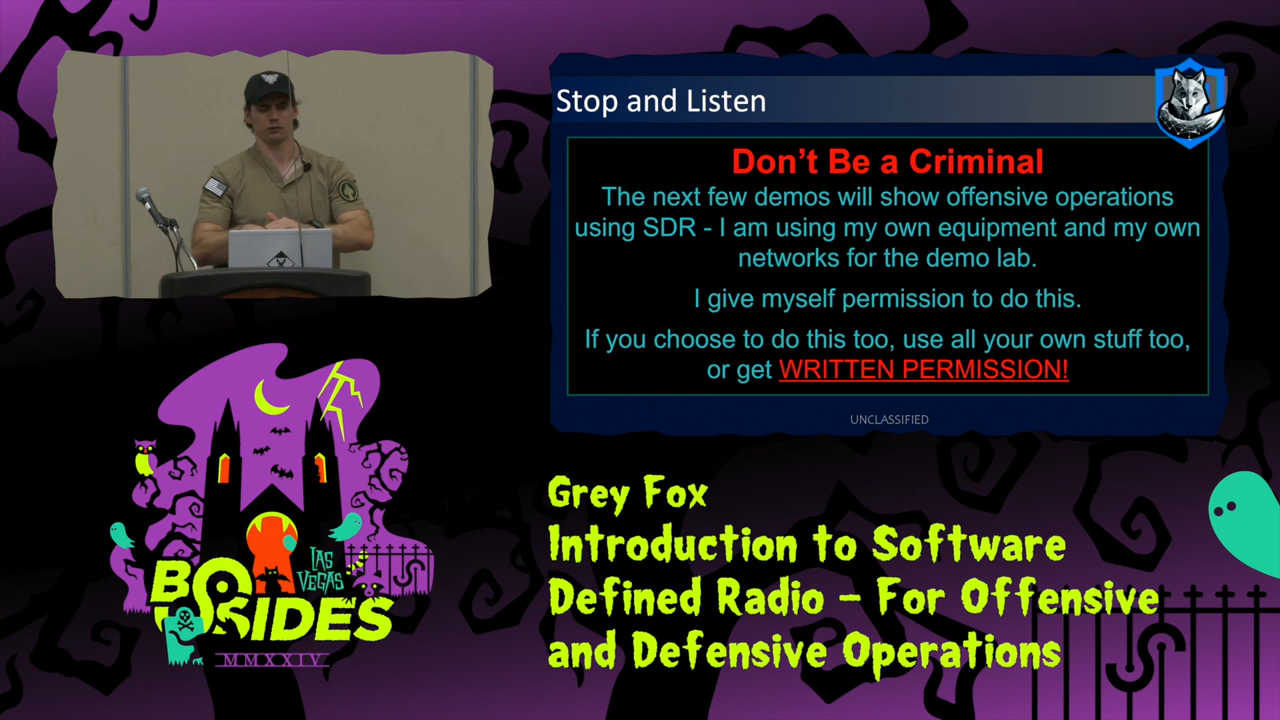 Stop and Listen
Don't Be a Criminal
The next few demos will show offensive operations
using SDR - I am using my own equipment and my own
networks for the demo lab.
I give myself permission to do this.
If you choose to do this too, use all your own stuff too,
or get WRITTEN PERMISSION!
UNCLASSIFIED
LAS
VEGAS
BSIDES
MMXXIV
Grey Fox
Introduction to Software
Defined Radio – For Offensive
and Defensive Operations